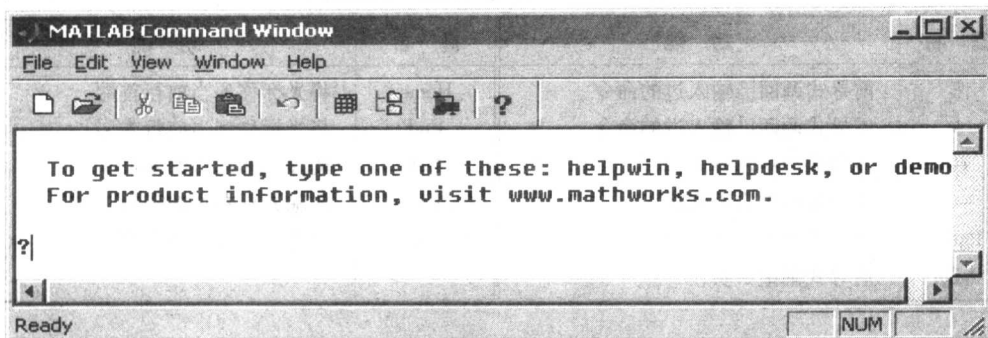 MATLAB Command Window
File Edit View Window Help
?
To get started, type one of these: helpwin, helpdesk, or demo
For product information, visit www.mathworks.com.
?
Ready NUM